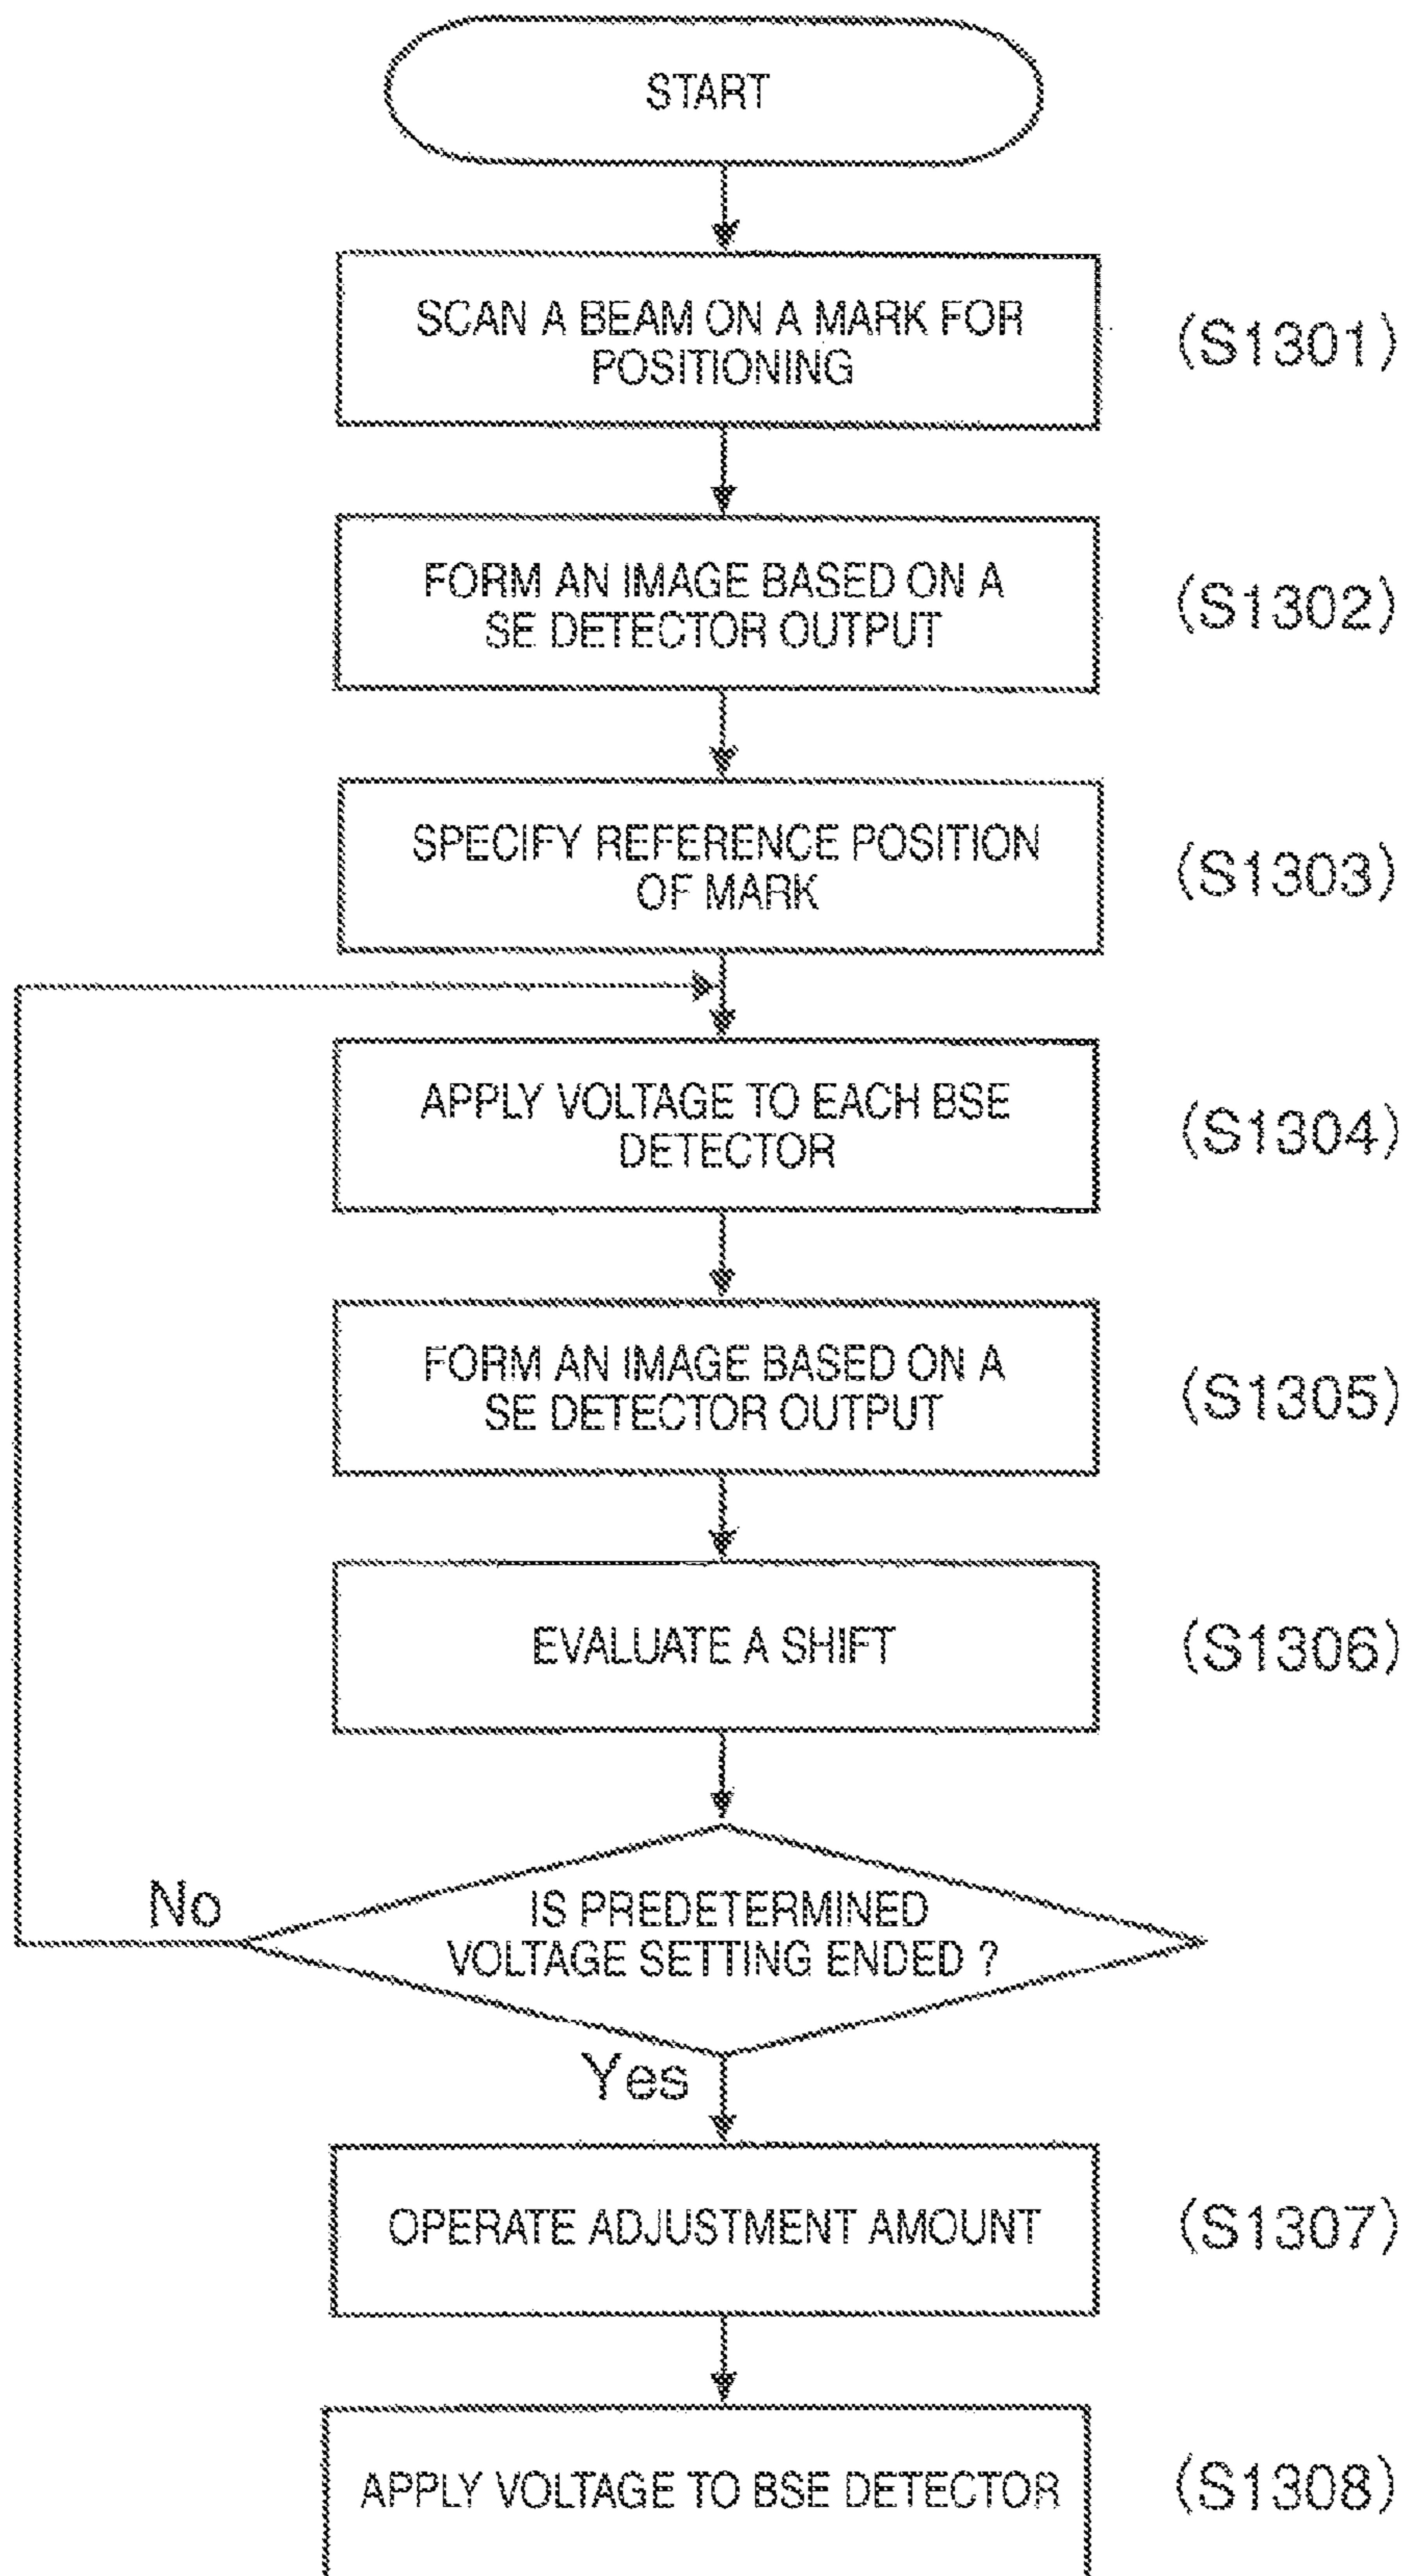 START
SCAN A BEAM ON A MARK FOR
POSITIONING
(S1301)
FORM AN IMAGE BASED ON A
SE DETECTOR OUTPUT
(S1302)
SPECIFY REFERENCE POSITION
OF MARK
(S1303)
APPLY VOLTAGE TO EACH BSE
DETECTOR
(S1304)
FORM AN IMAGE BASED ON A
SE DETECTOR OUTPUT
(S1305)
EVALUATE A SHIFT
(S1306)
No
IS PREDETERMINED
VOLTAGE SETTING ENDED ?
Yes
OPERATE ADJUSTMENT AMOUNT
(S1307)
APPLY VOLTAGE TO BSE DETECTOR
(S1308)